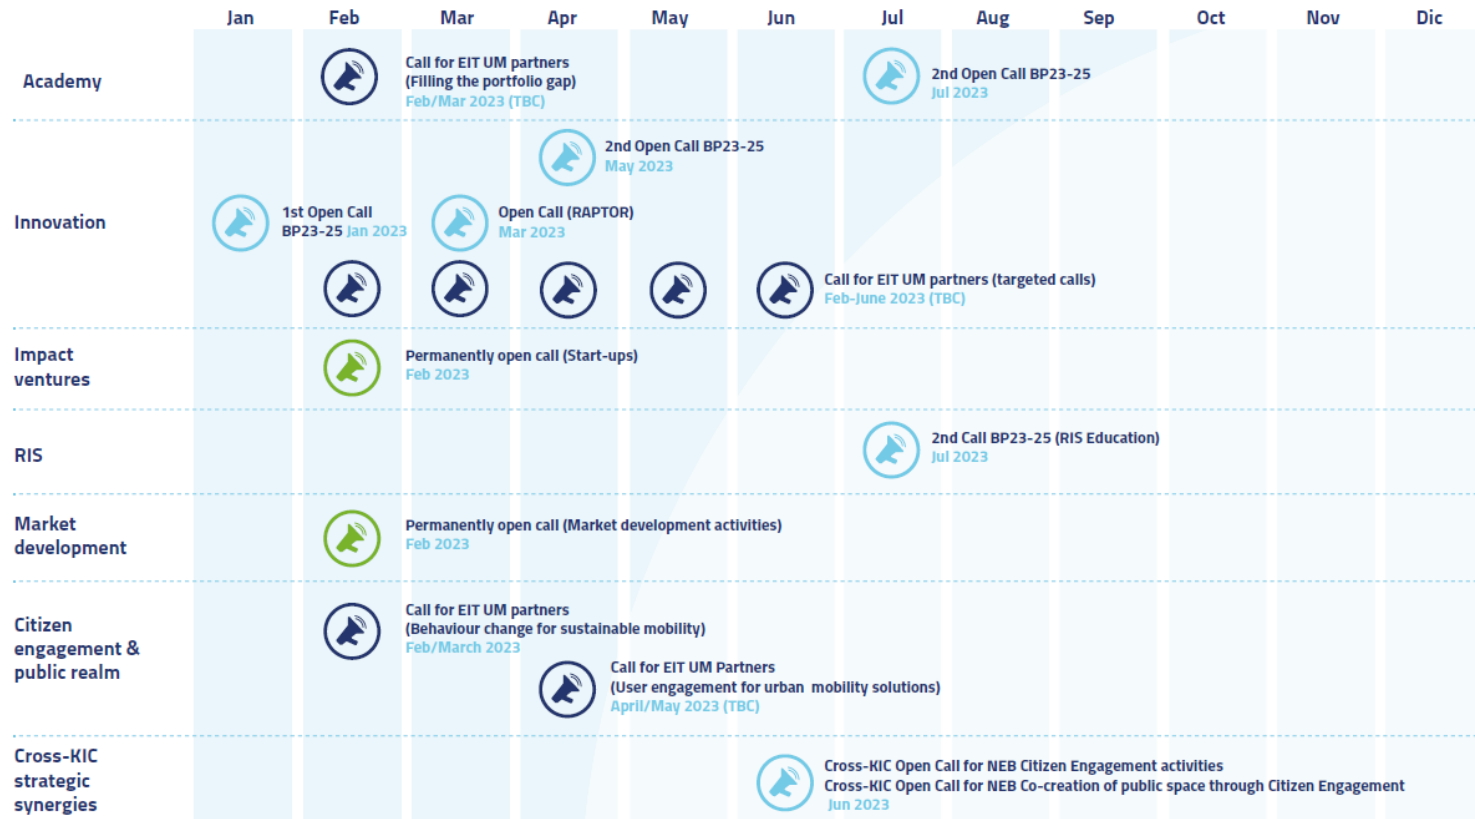 Jan Feb Mar Apr May Jun Jul Aug Sep Oct Nov Dic
Academy
Call for EIT UM partners
(Filling the portfolio gap)
Feb/Mar 2023 (TBC)
2nd Open Call BP23-25
Jul 2023
Innovation
2nd Open Call BP23-25
May 2023
1st Open Call
BP23-25 Jan 2023
Open Call (RAPTOR)
Mar 2023
Call for EIT UM partners (targeted calls)
Feb-June 2023 (TBC)
Impact
ventures
Permanently open call (Start-ups)
Feb 2023
RIS
2nd Call BP23-25 (RIS Education)
Jul 2023
Market
development
Permanently open call (Market development activities)
Feb 2023
Citizen
engagement &
public realm
Call for EIT UM partners
(Behaviour change for sustainable mobility)
Feb/March 2023
Call for EIT UM Partners
(User engagement for urban mobility solutions)
April/May 2023 (TBC)
Cross-KIC
strategic
synergies
Cross-KIC Open Call for NEB Citizen Engagement activities
Cross-KIC Open Call for NEB Co-creation of public space through Citizen Engagement
Jun 2023